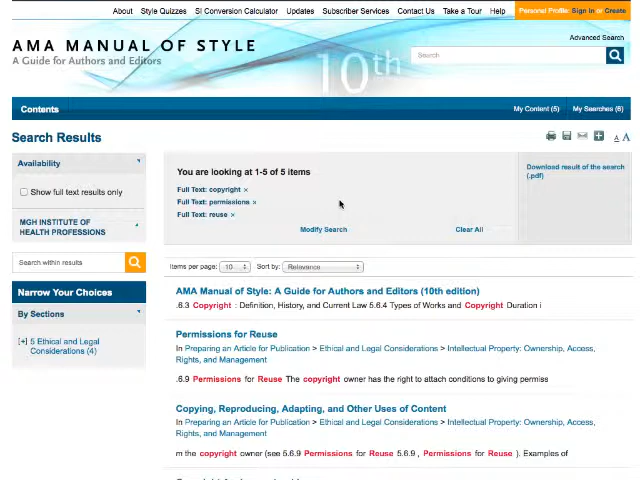 About Style Quizzes SI Conversion Calculator Updates Subscriber Services Contact Us Take a Tour Help Personal Profile: Sign In or Create
AMA MANUAL OF STYLE
A Guide for Authors and Editors
10th
Advanced Search
Search
Contents
My Content (5) My Searches (6)
Search Results
A A
Availability
Show full text results only
MGH INSTITUTE OF
HEALTH PROFESSIONS
Search within results
Narrow Your Choices
By Sections
[+] 5 Ethical and Legal
Considerations (4)
You are looking at 1-5 of 5 items
Full Text: copyright ×
Full Text: permissions ×
Full Text: reuse ×
Modify Search Clear All
Download result of the search
(.pdf)
Items per page: 10 Sort by: Relevance
AMA Manual of Style: A Guide for Authors and Editors (10th edition)
.6.3 Copyright : Definition, History, and Current Law 5.6.4 Types of Works and Copyright Duration i
Permissions for Reuse
In Preparing an Article for Publication > Ethical and Legal Considerations > Intellectual Property: Ownership, Access,
Rights, and Management
.6.9 Permissions for Reuse The copyright owner has the right to attach conditions to giving permiss
Copying, Reproducing, Adapting, and Other Uses of Content
In Preparing an Article for Publication > Ethical and Legal Considerations > Intellectual Property: Ownership, Access,
Rights, and Management
m the copyright owner (see 5.6.9 , Permissions for Reuse 5.6.9 , Permissions for Reuse ). Examples of